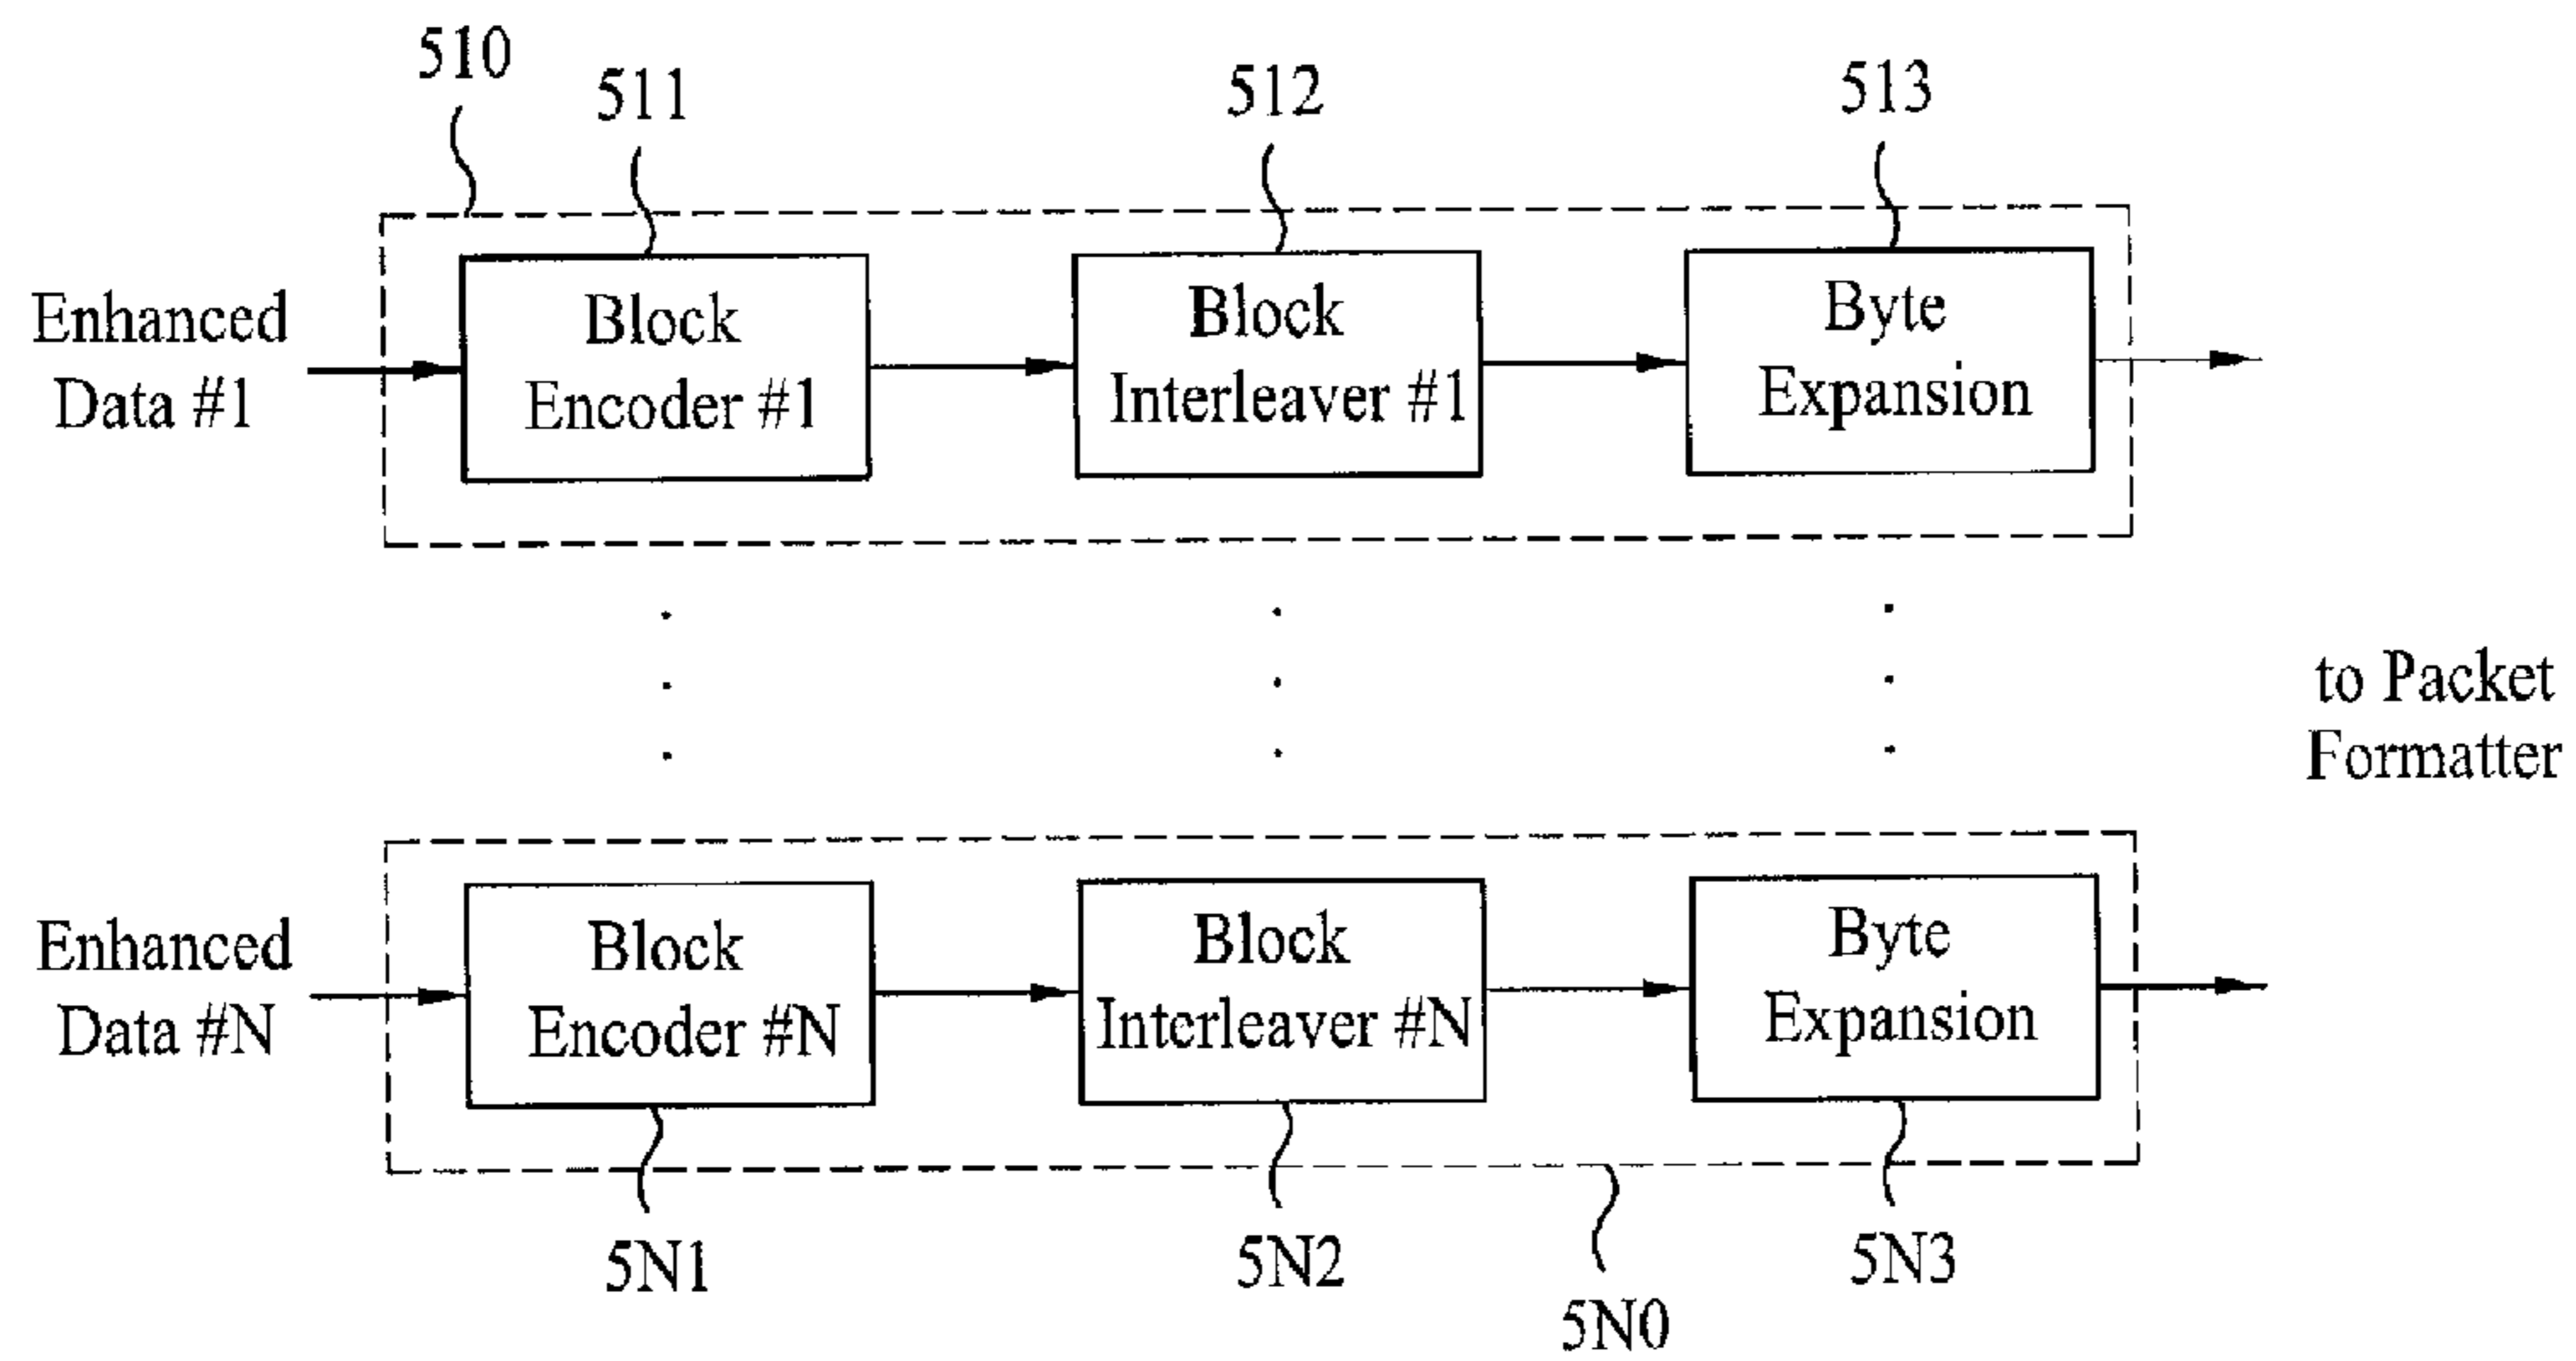 510
511
512
513
Enhanced
Data #1
Block
Encoder #1
Block
Interleaver #1
Byte
Expansion
to Packet
Formatter
Enhanced
Data #N
Block
Encoder #N
Block
Interleaver #N
Byte
Expansion
5N1
5N2
5N3
5N0